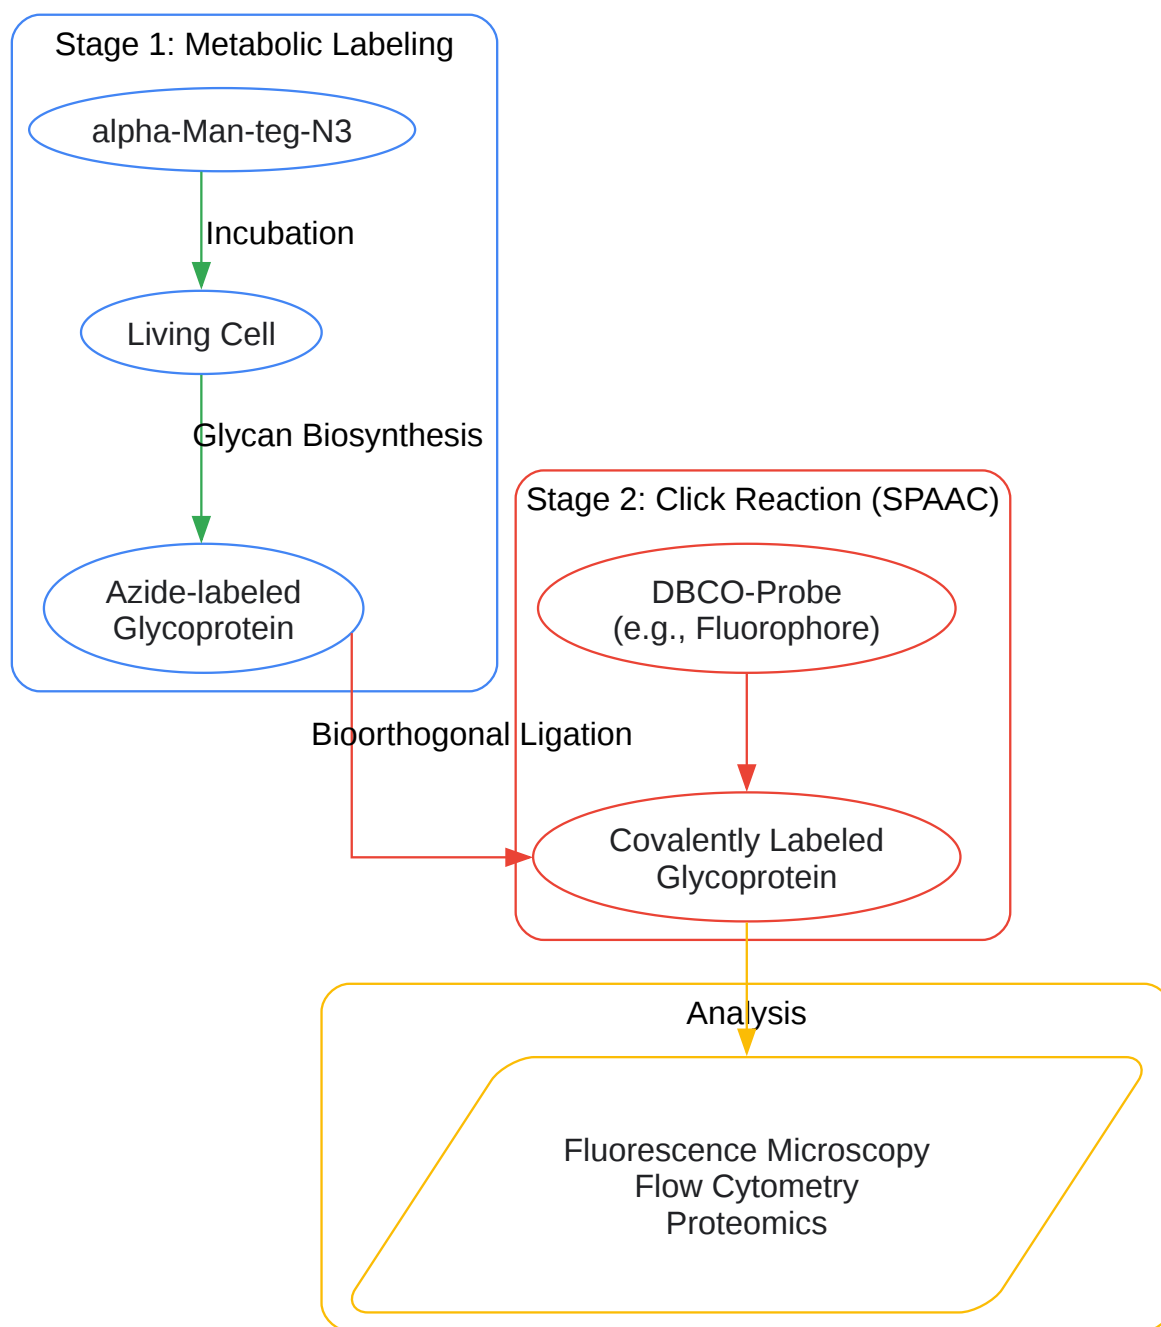 Stage 1: Metabolic Labeling
alpha-Man-teg-N3
Incubation
Living Cell
Glycan Biosynthesis
Azide-labeled
Glycoprotein
Bioorthogonal Ligation
Stage 2: Click Reaction (SPAAC)
DBCO-Probe
(e.g., Fluorophore)
Covalently Labeled
Glycoprotein
Analysis
Fluorescence Microscopy
Flow Cytometry
Proteomics